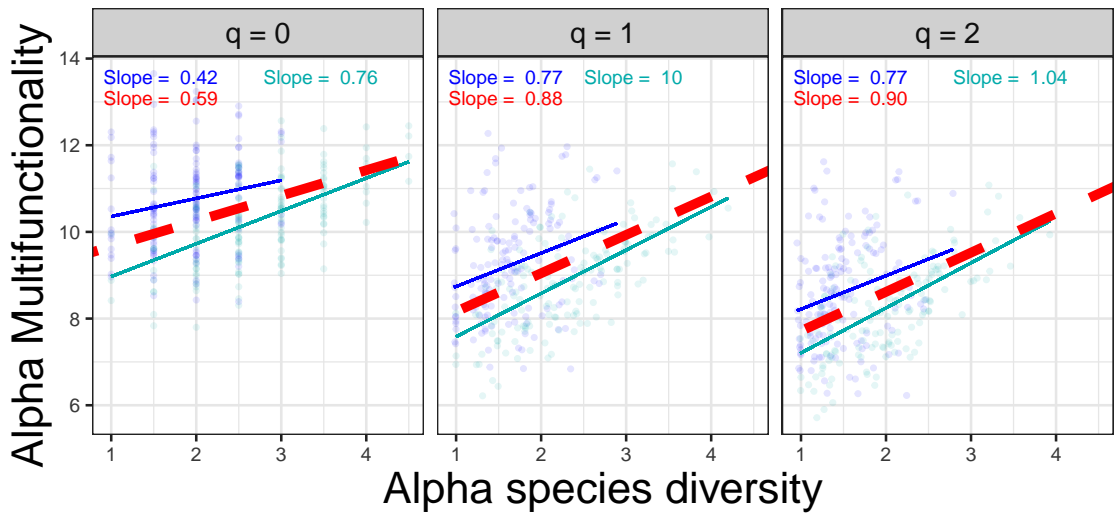 q = 0
q = 1
q = 2
Alpha Multifunctionality
14
12
10
8
6
Slope = 0.42
Slope = 0.76
Slope = 0.59
Slope = 0.77
Slope = 10
Slope = 0.88
Slope = 0.77
Slope = 1.04
Slope = 0.90
1 2 3 4
1 2 3 4
1 2 3 4
Alpha species diversity